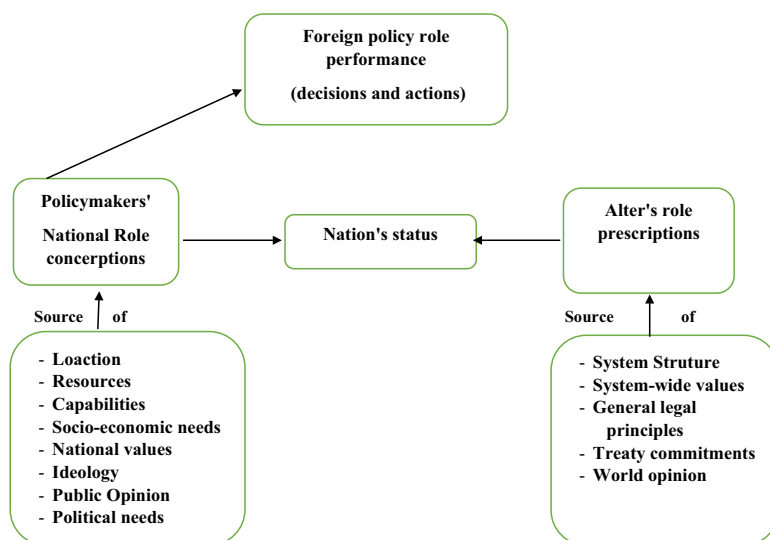 Foreign policy role
performance
(decisions and actions)
Policymakers'
National Role
concerptions
Nation's status
Alter's role
prescriptions
Source of
Source of
- Loaction
- Resources
- Capabilities
- Socio-economic needs
- National values
- Ideology
- Public Opinion
- Political needs
- System Struture
- System-wide values
- General legal
principles
- Treaty commitments
- World opinion